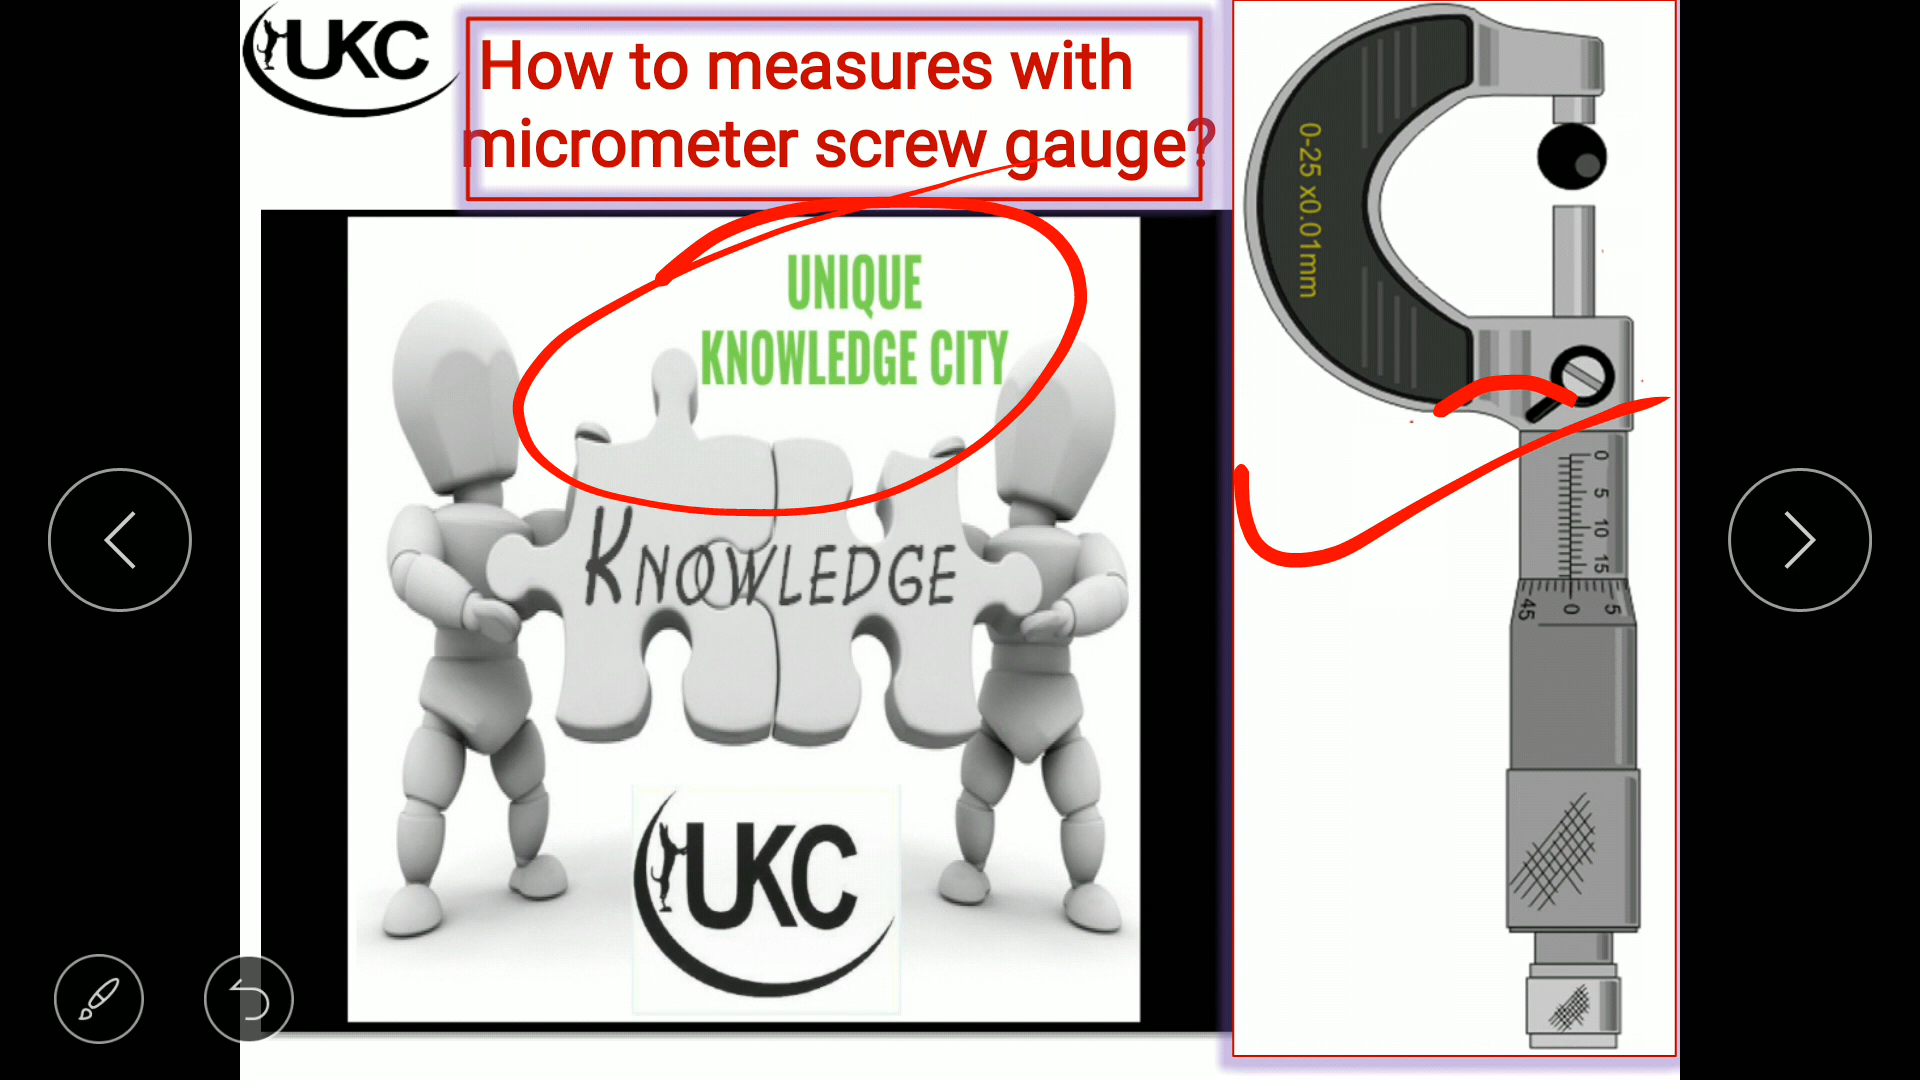 UKC
How to measures with
micrometer screw gauge?
UNIQUE
KNOWLEDGE CITY
KNOWLEDGE
UKC
0-25 x0.01mm
0
5
10
15
45 0 5